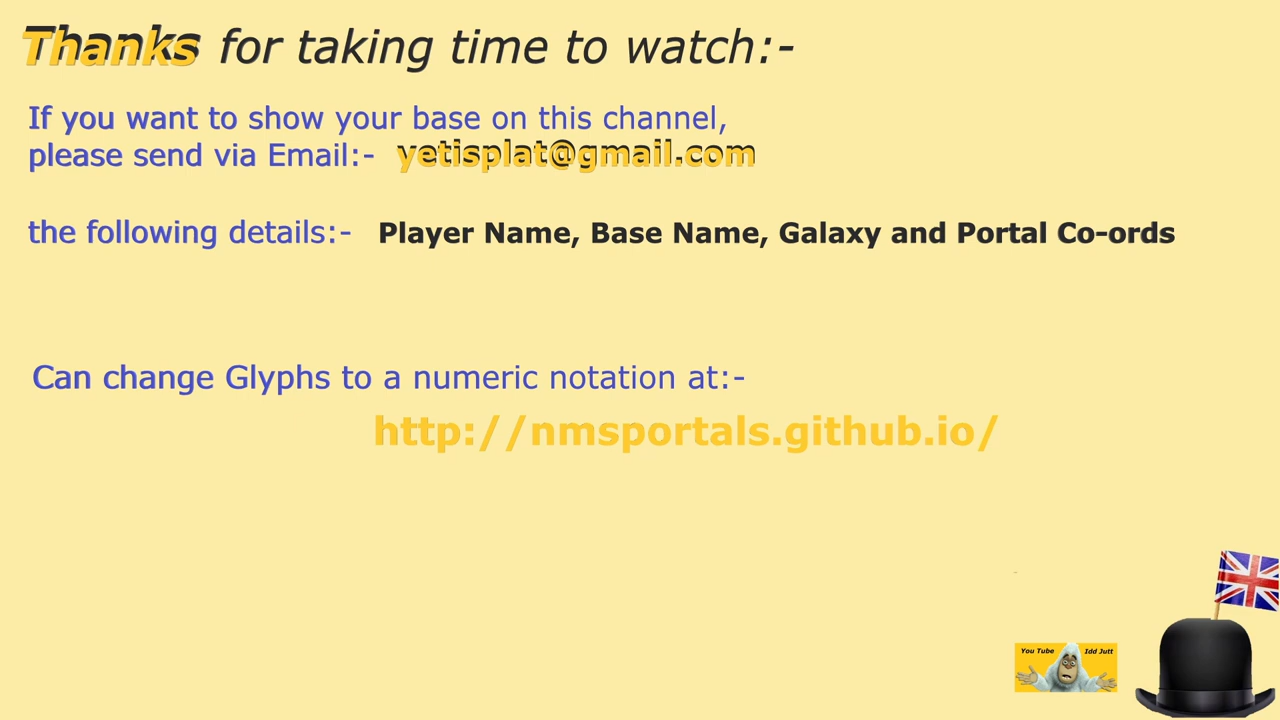 Thanks for taking time to watch:-
If you want to show your base on this channel,
please send via Email:- yetisplat@gmail.com
the following details:- Player Name, Base Name, Galaxy and Portal Co-ords
Can change Glyphs to a numeric notation at:-
http://nmsportals.github.io/
You Tube Idd Jutt